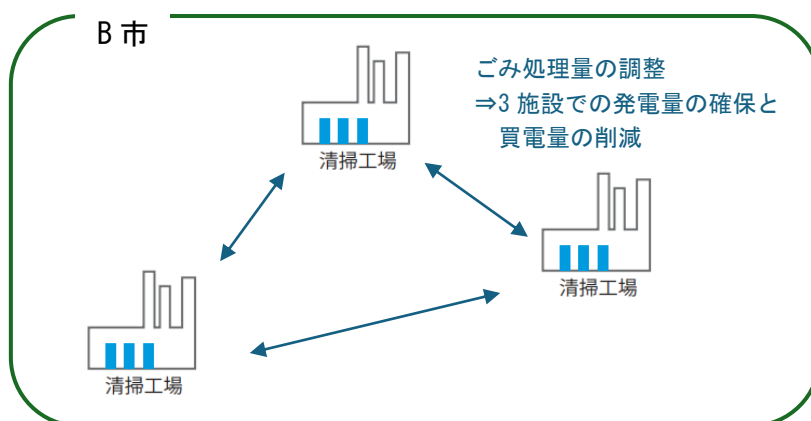 B 市
ごみ処理量の調整
⇒3 施設での発電量の確保と
買電量の削減
清掃工場
清掃工場
清掃工場